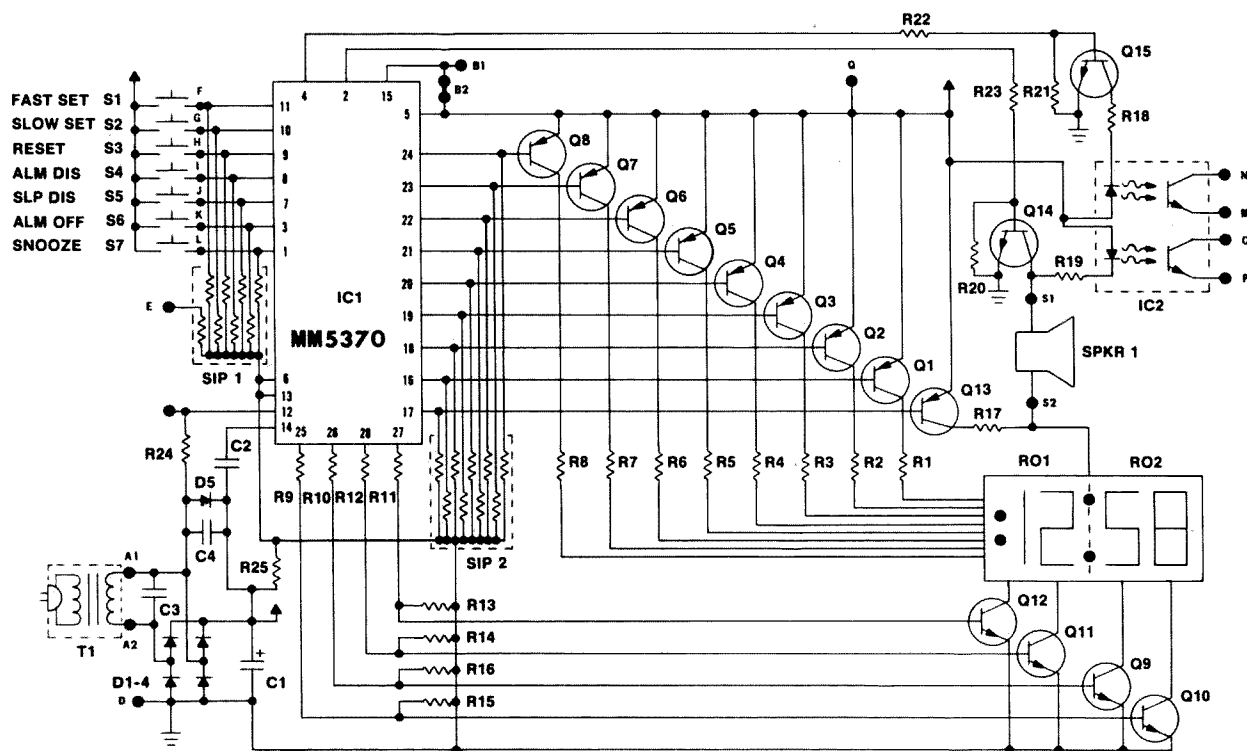 R22
Q15
B1
B2
Q
4
2
15
R23
R21
R18
FAST SET S1 F 11
SLOW SET S2 G 10
RESET S3 H 9
ALM DIS S4 I 8
SLP DIS S5 J 7
ALM OFF S6 K 3
SNOOZE S7 L 1
5
24
23
22
21
20
19
18
16
17
Q8
Q7
Q6
Q5
Q4
Q3
Q2
Q1
Q13
Q14
R20
R19
N
M
O
P
IC2
S1
SPKR 1
S2
R17
E
IC1
MM5370
SIP 1
6
13
12
14
25
26
28
27
R24
C2
D5
C4
R9
R10
R12
R11
SIP 2
R8
R7
R6
R5
R4
R3
R2
R1
RO1
RO2
A1
A2
C3
T1
R25
D1-4
D
C1
R13
R14
R16
R15
Q12
Q11
Q9
Q10